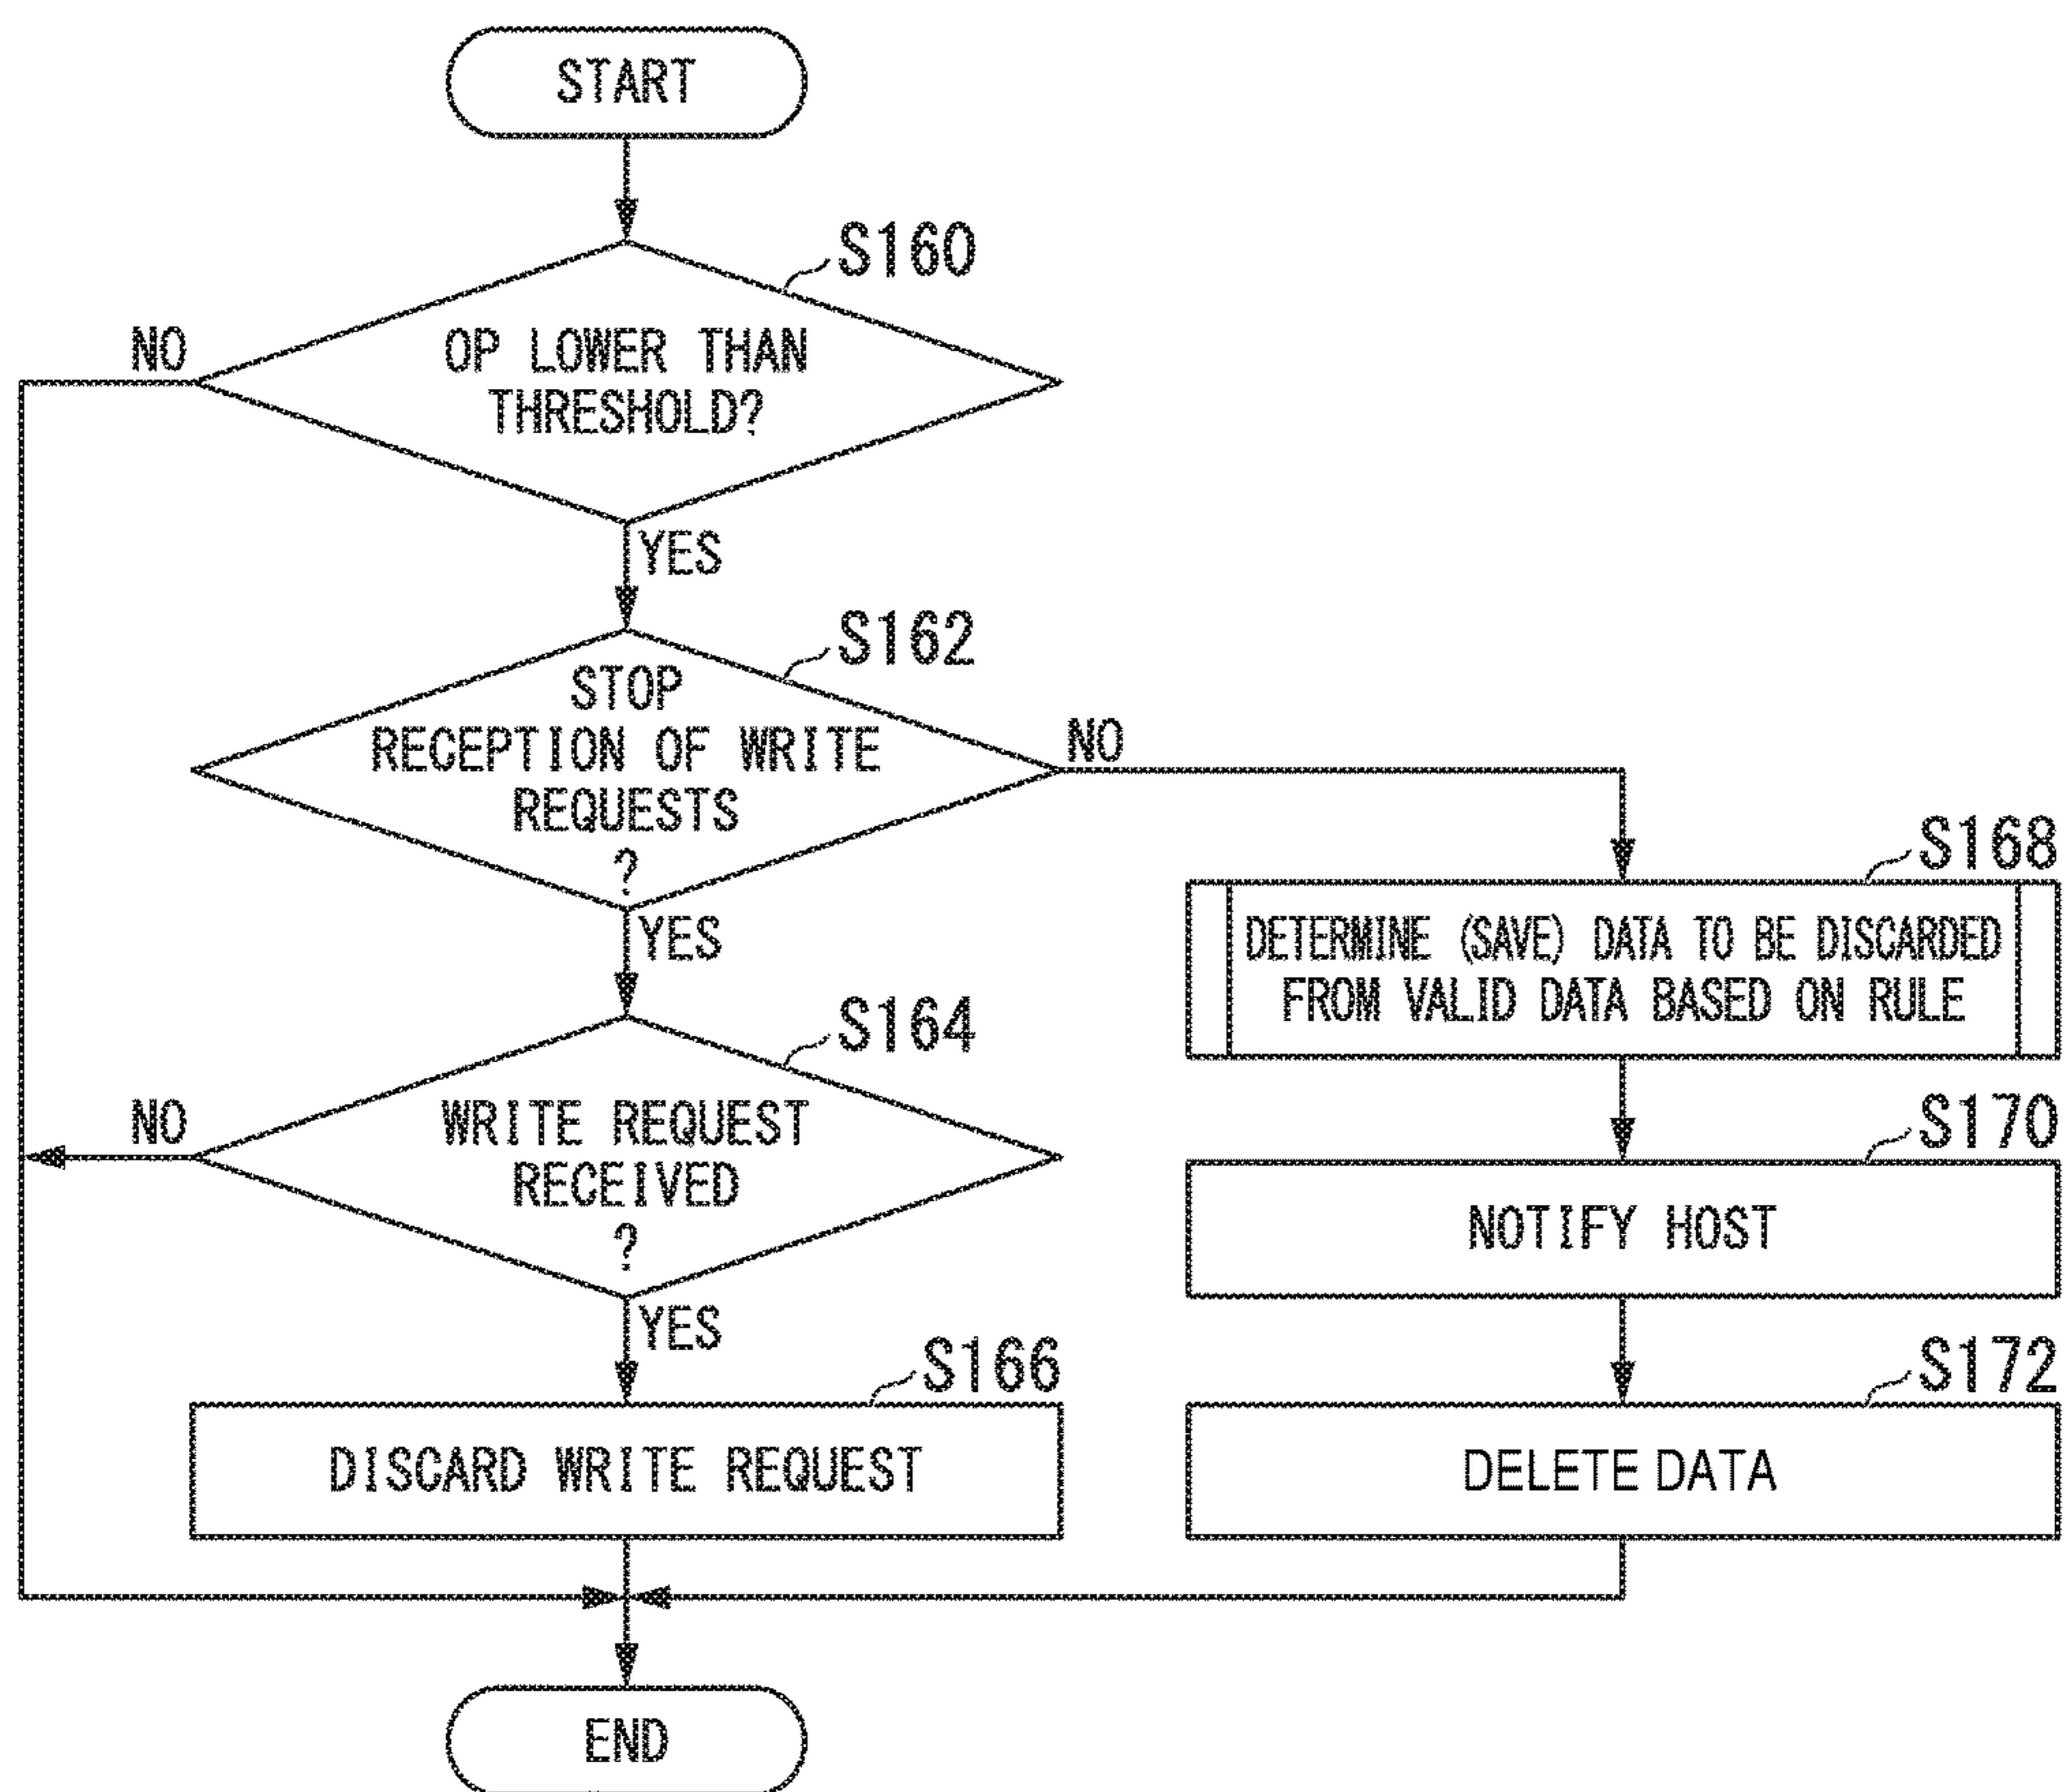 START
S160
NO
OP LOWER THAN
THRESHOLD?
YES
S162
STOP
RECEPTION OF WRITE
REQUESTS
?
NO
YES
S168
DETERMINE (SAVE) DATA TO BE DISCARDED
FROM VALID DATA BASED ON RULE
S164
NO
WRITE REQUEST
RECEIVED
?
YES
S170
NOTIFY HOST
S166
DISCARD WRITE REQUEST
S172
DELETE DATA
END